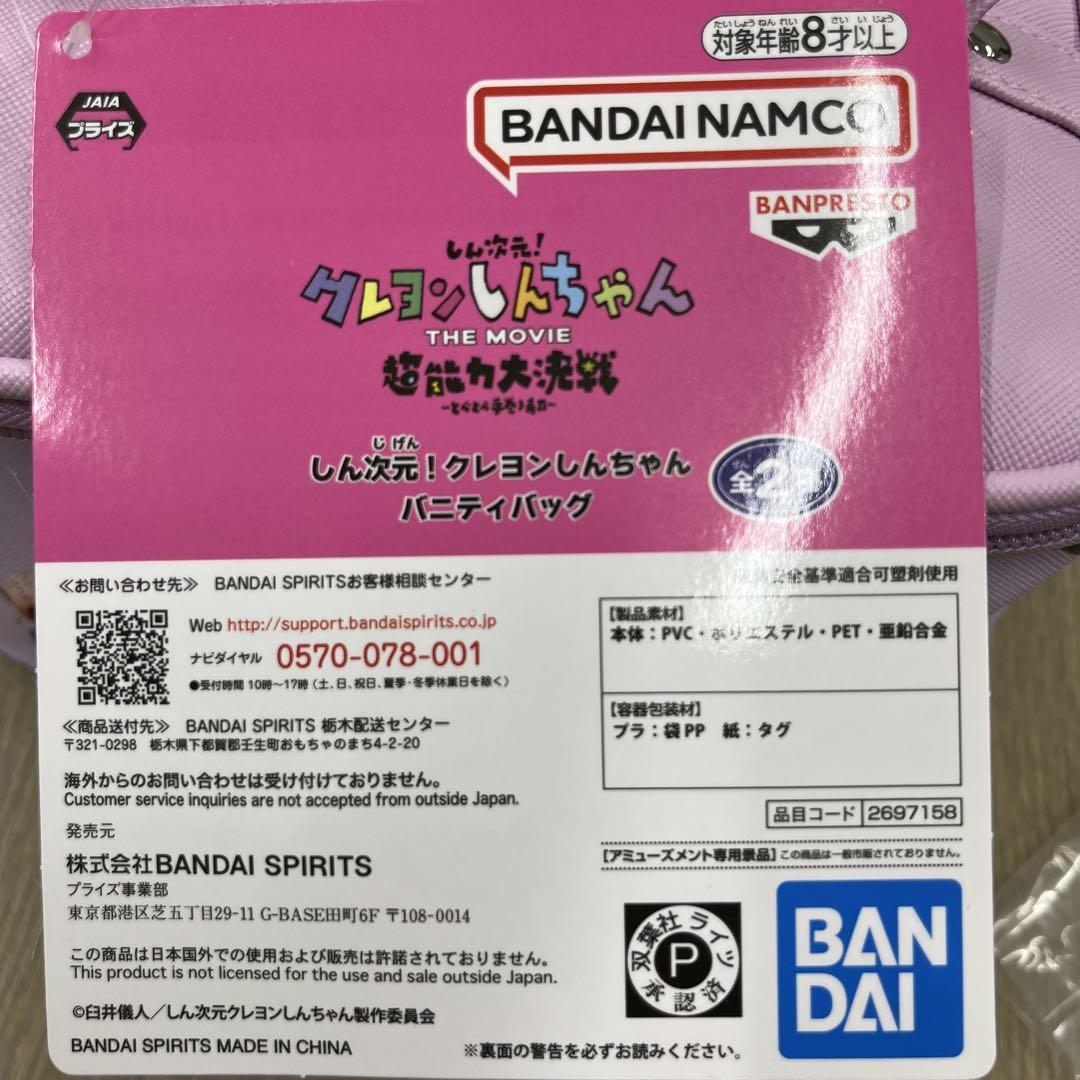 たいしょうねんれい さい いじょう
対象年齢8才以上
JAIA
プライズ
BANDAI NAMCO
BANPRESTO
しん次元!
クレヨンしんちゃん
THE MOVIE
超能力大決戦
~とべとべ手巻き寿司~
じげん
しん次元!クレヨンしんちゃん
バニティバッグ
ぜん
全2
≪お問い合わせ先≫ BANDAI SPIRITSお客様相談センター
Web http://support.bandaispirits.co.jp
ナビダイヤル 0570-078-001
●受付時間 10時~17時(土、日、祝日、夏季・冬季休業日を除く)
≪商品送付先≫ BANDAI SPIRITS 栃木配送センター
〒321-0298 栃木県下都賀郡壬生町おもちゃのまち4-2-20
海外からのお問い合わせは受け付けておりません。
Customer service inquiries are not accepted from outside Japan.
発売元
株式会社BANDAI SPIRITS
プライズ事業部
東京都港区芝五丁目29-11 G-BASE田町6F 〒108-0014
この商品は日本国外での使用および販売は許諾されておりません。
This product is not licensed for the use and sale outside Japan.
©臼井儀人/しん次元クレヨンしんちゃん製作委員会
BANDAI SPIRITS MADE IN CHINA
安全基準適合可塑剤使用
【製品素材】
本体:PVC・ポリエステル・PET・亜鉛合金
【容器包装材】
プラ:袋PP 紙:タグ
品目コード 2697158
【アミューズメント専用景品】この商品は一般市販されておりません。
双葉社ライツ
P
承認済
BAN
DAI
※裏面の警告を必ずお読みください。